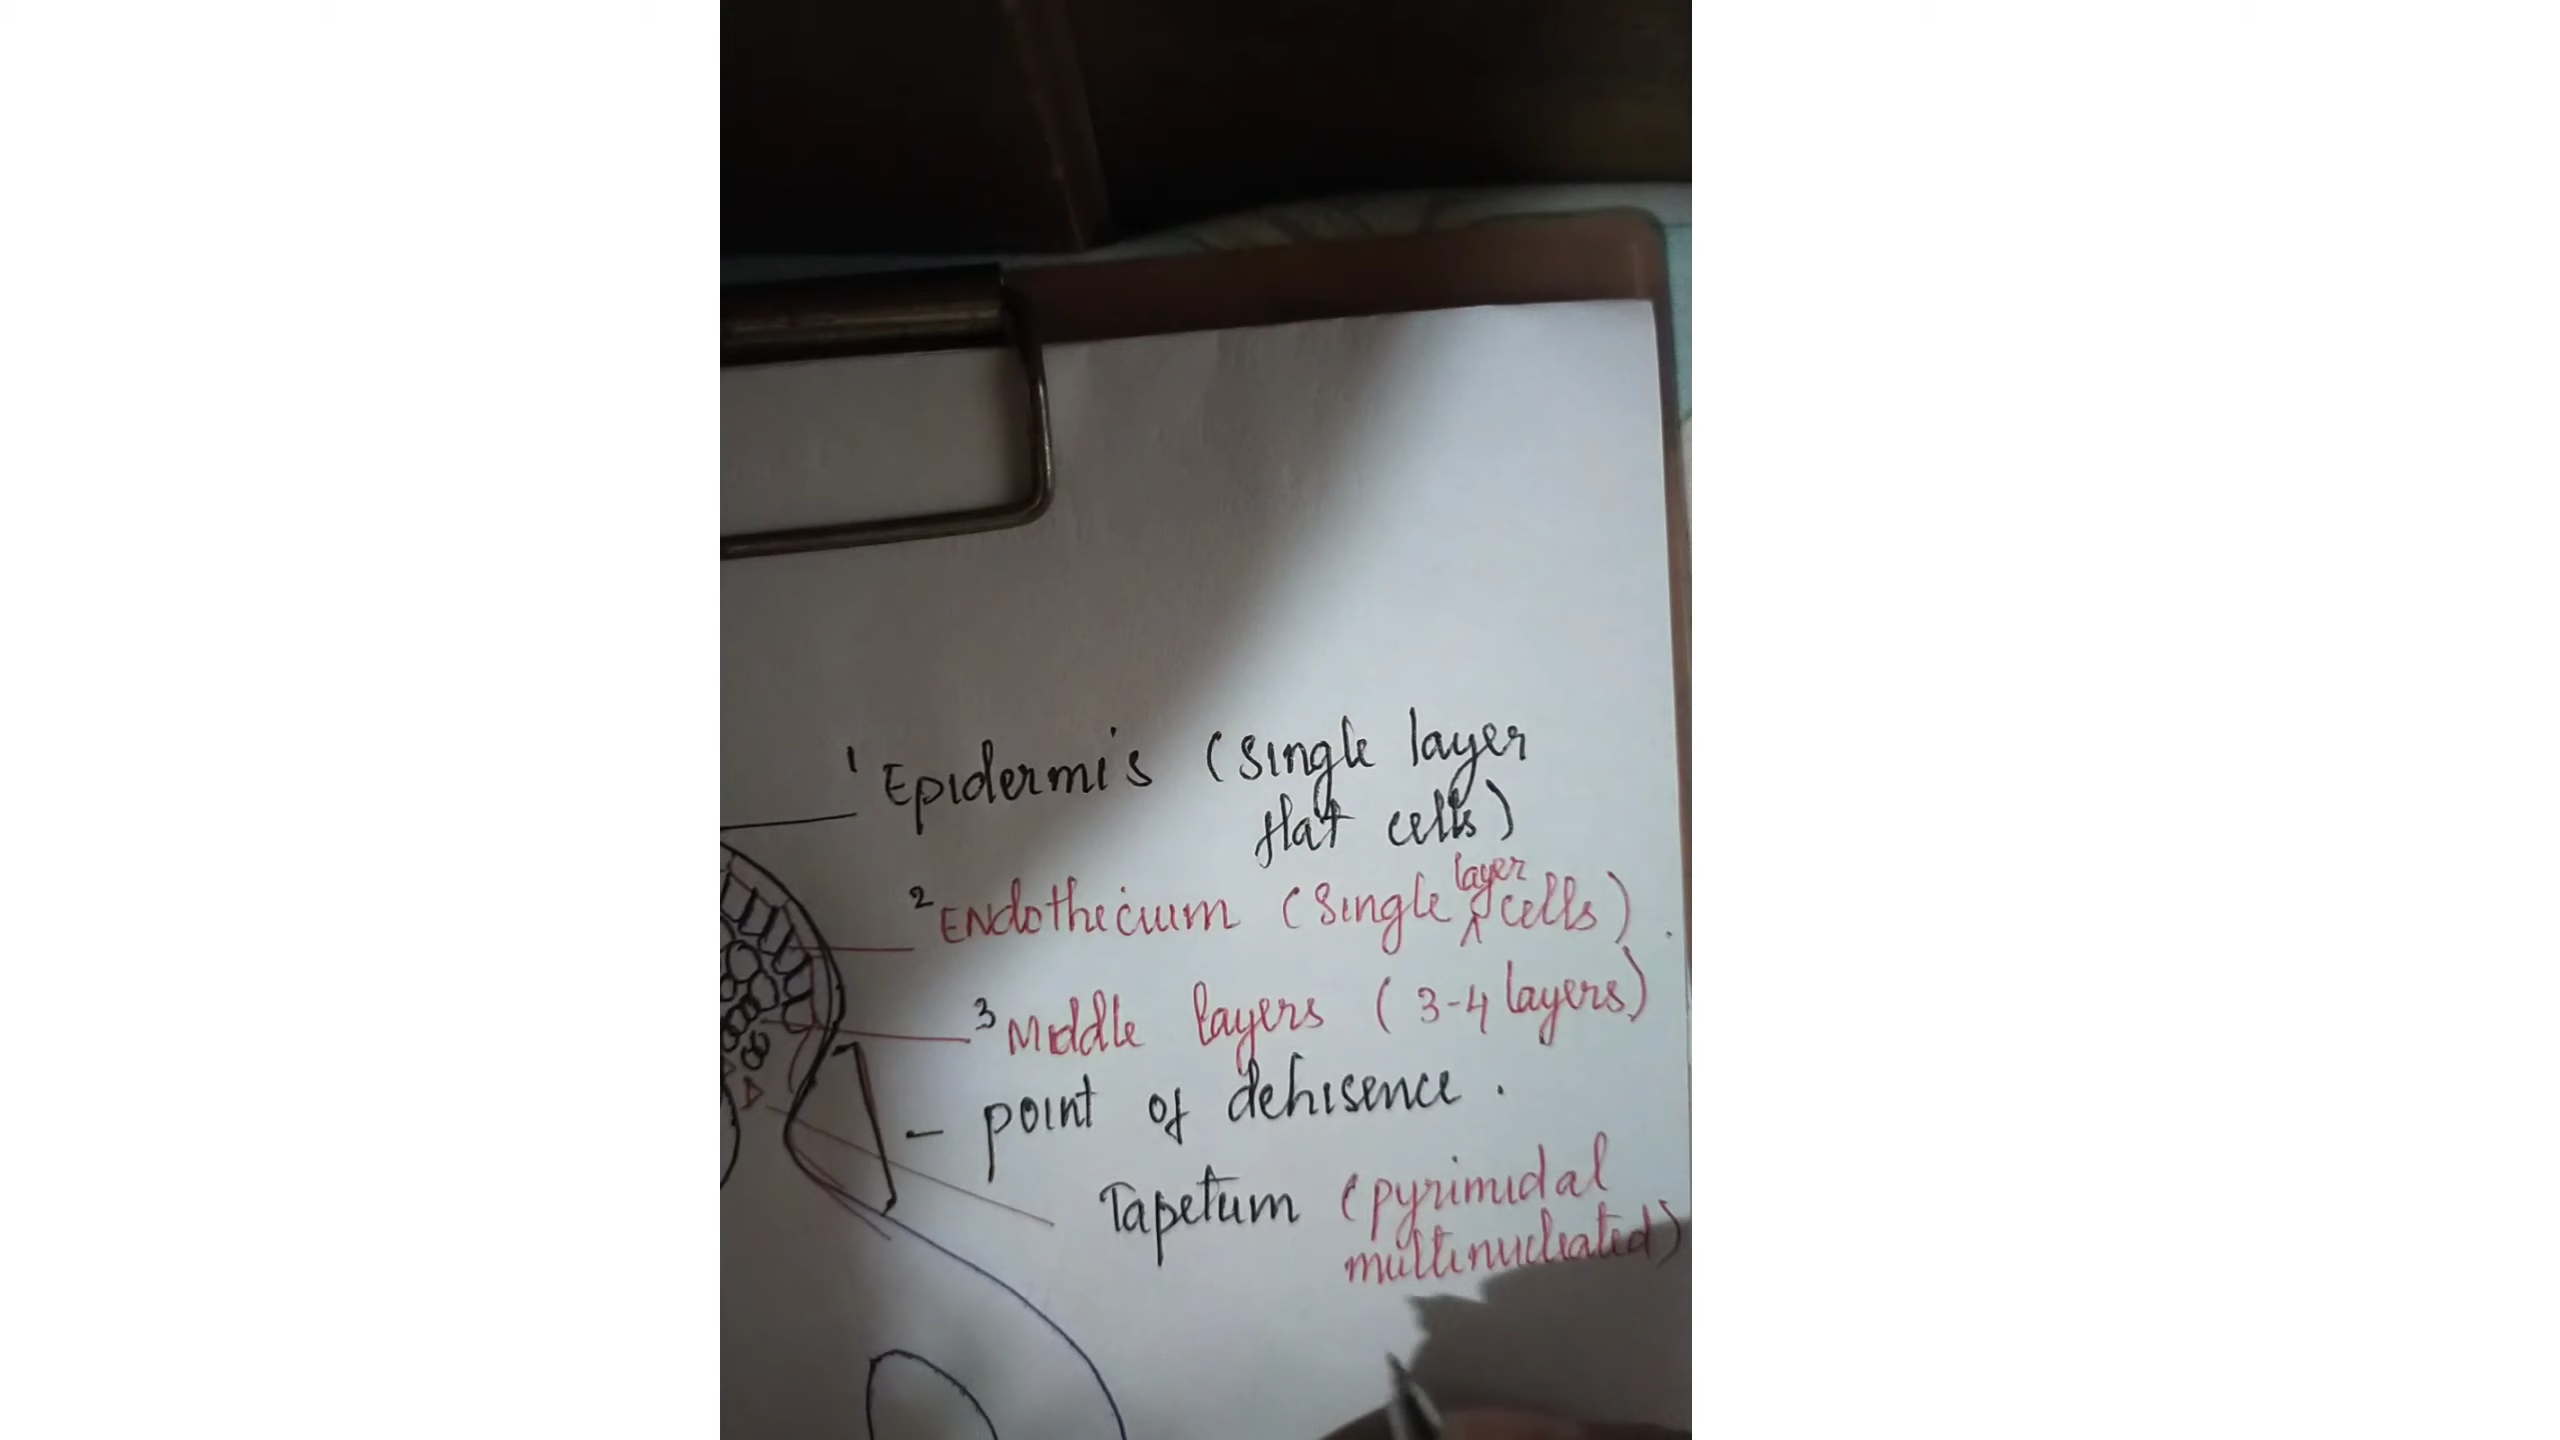 1 Epidermis (single layer
flat cells)
2 Endothecium (single layer cells).
3 Middle layers (3-4 layers)
- point of dehisence.
Tapetum (pyrimidal
multinucleated)